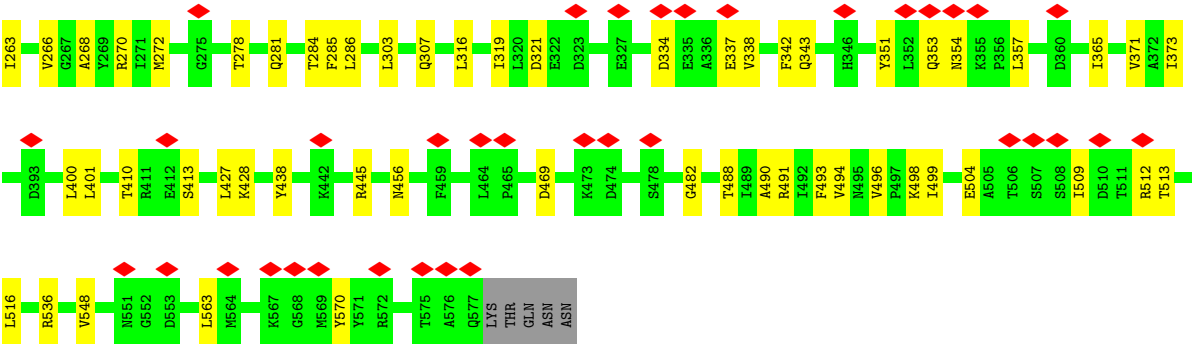 I263 V266 G267 A268 Y269 R270 I271 M272 G275 T278 Q281 T284 F285 L286 L303 Q307 L316 I319 L320 D321 E322 D323 E327 D334 E335 A336 E337 V338 F342 Q343 H346 Y351 L352 Q353 N354 K355 P356 L357 D360 I365 V371 A372 I373
D393 L400 L401 T410 R411 E412 S413 L427 K428 Y438 K442 R445 N456 F459 L464 P465 D469 K473 D474 S478 G482 T488 I489 A490 R491 I492 F493 V494 N495 V496 P497 K498 I499 E504 A505 T506 S507 S508 I509 D510 T511 R512 T513
L516 R536 V548 N551 G552 D553 L563 M564 K567 G568 M569 Y570 Y571 R572 T575 A576 Q577 LYS THR GLN ASN ASN